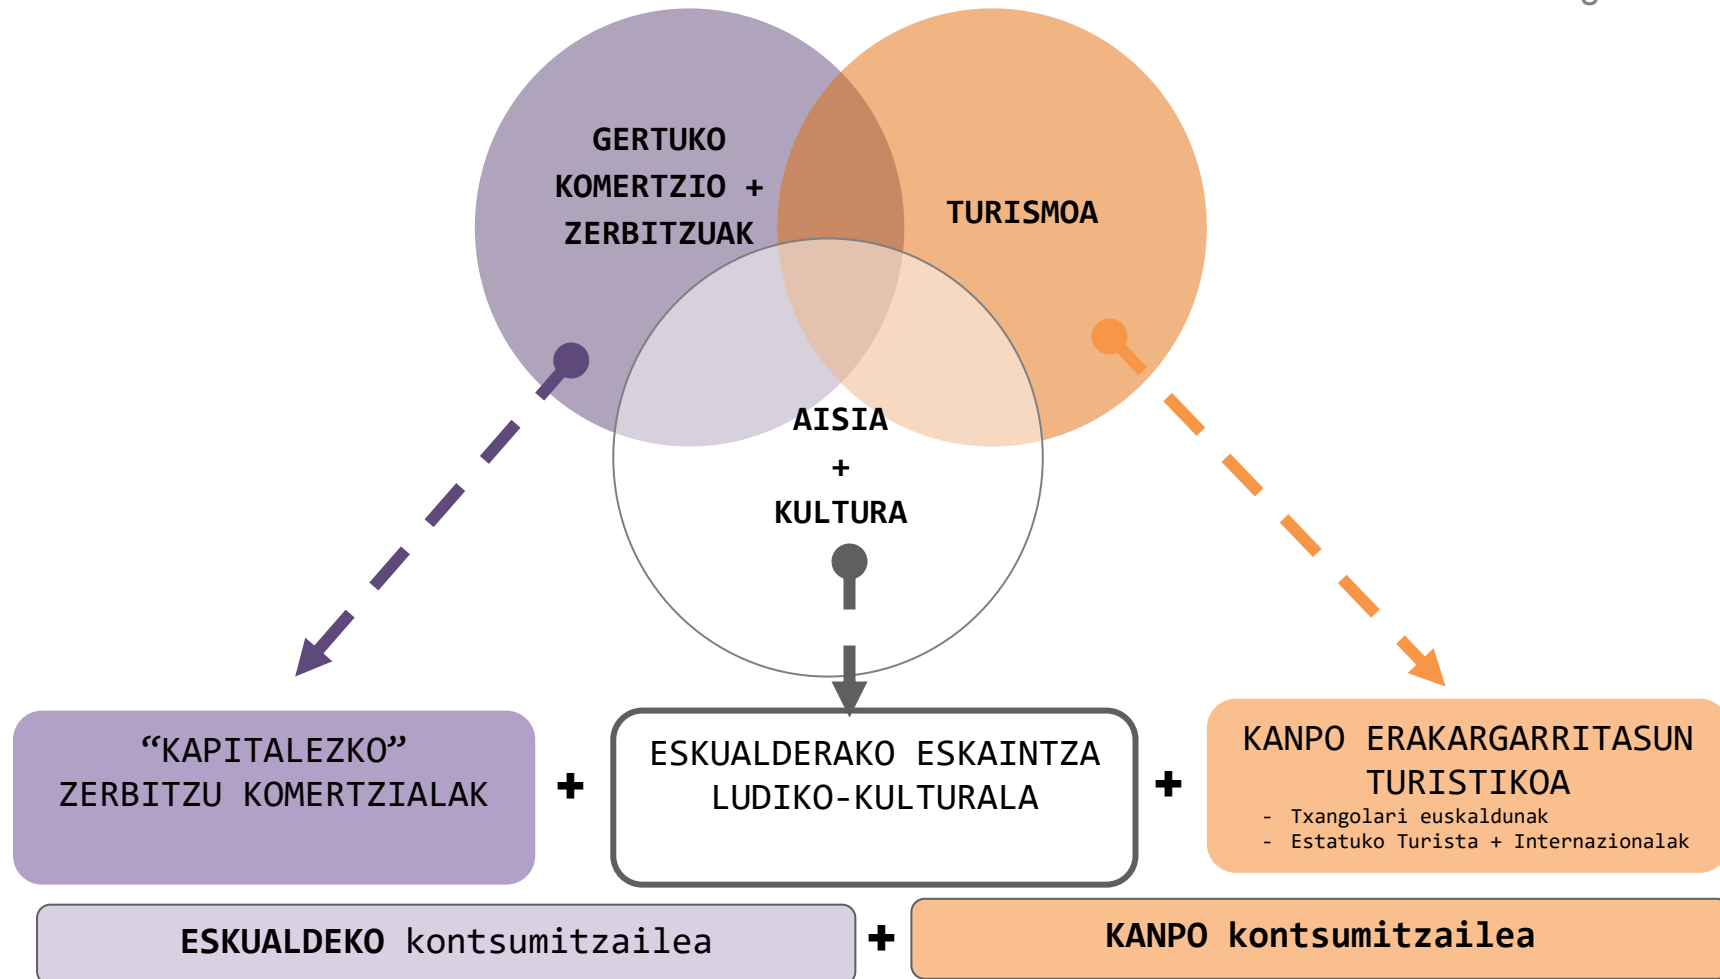 GERTUKO
KOMERTZIO +
ZERBITZUAK
TURISMOA
AISIA
+
KULTURA
“KAPITALEZKO”
ZERBITZU KOMERTZIALAK
+
ESKUALDERAKO ESKAINTZA
LUDIKO-KULTURALA
+
KANPO ERAKARGARRITASUN
TURISTIKOA
- Txangolari euskaldunak
- Estatuko Turista + Internazionalak
ESKUALDEKO kontsumitzailea
+
KANPO kontsumitzailea